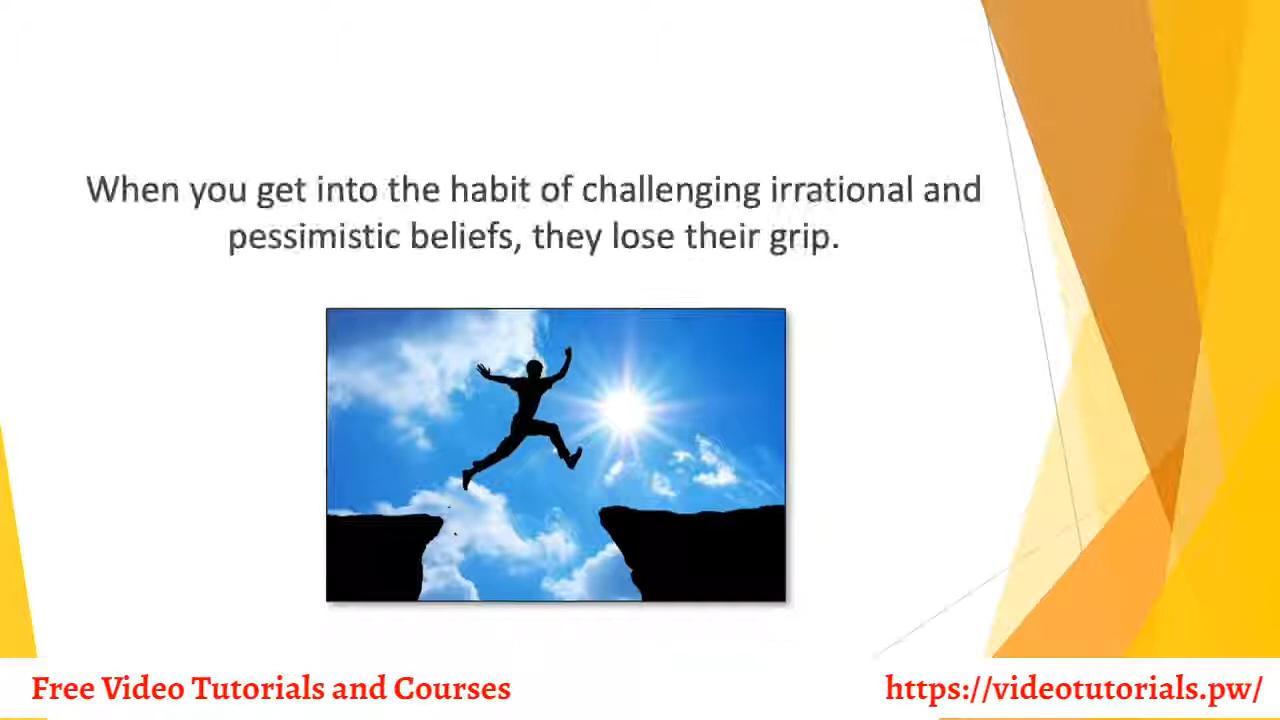 When you get into the habit of challenging irrational and
pessimistic beliefs, they lose their grip.
Free Video Tutorials and Courses
https://videotutorials.pw/